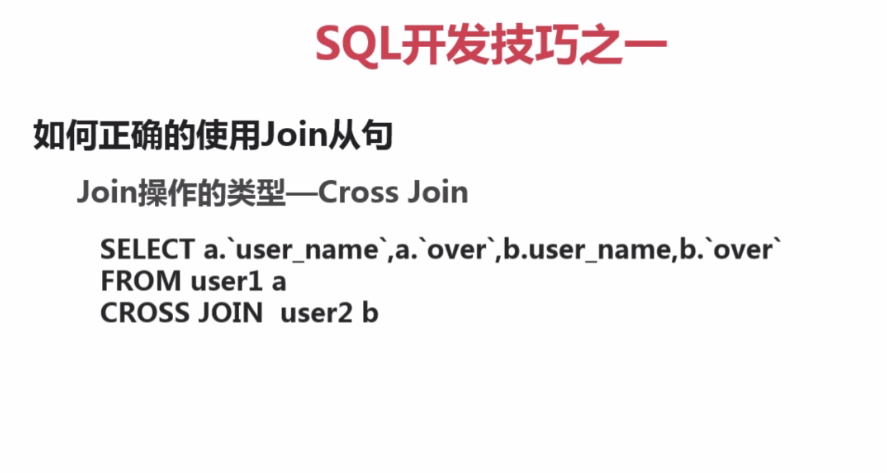 SQL开发技巧之一
如何正确的使用Join从句
Join操作的类型—Cross Join
SELECT a.`user_name`,a.`over`,b.user_name,b.`over`
FROM user1 a
CROSS JOIN  user2 b